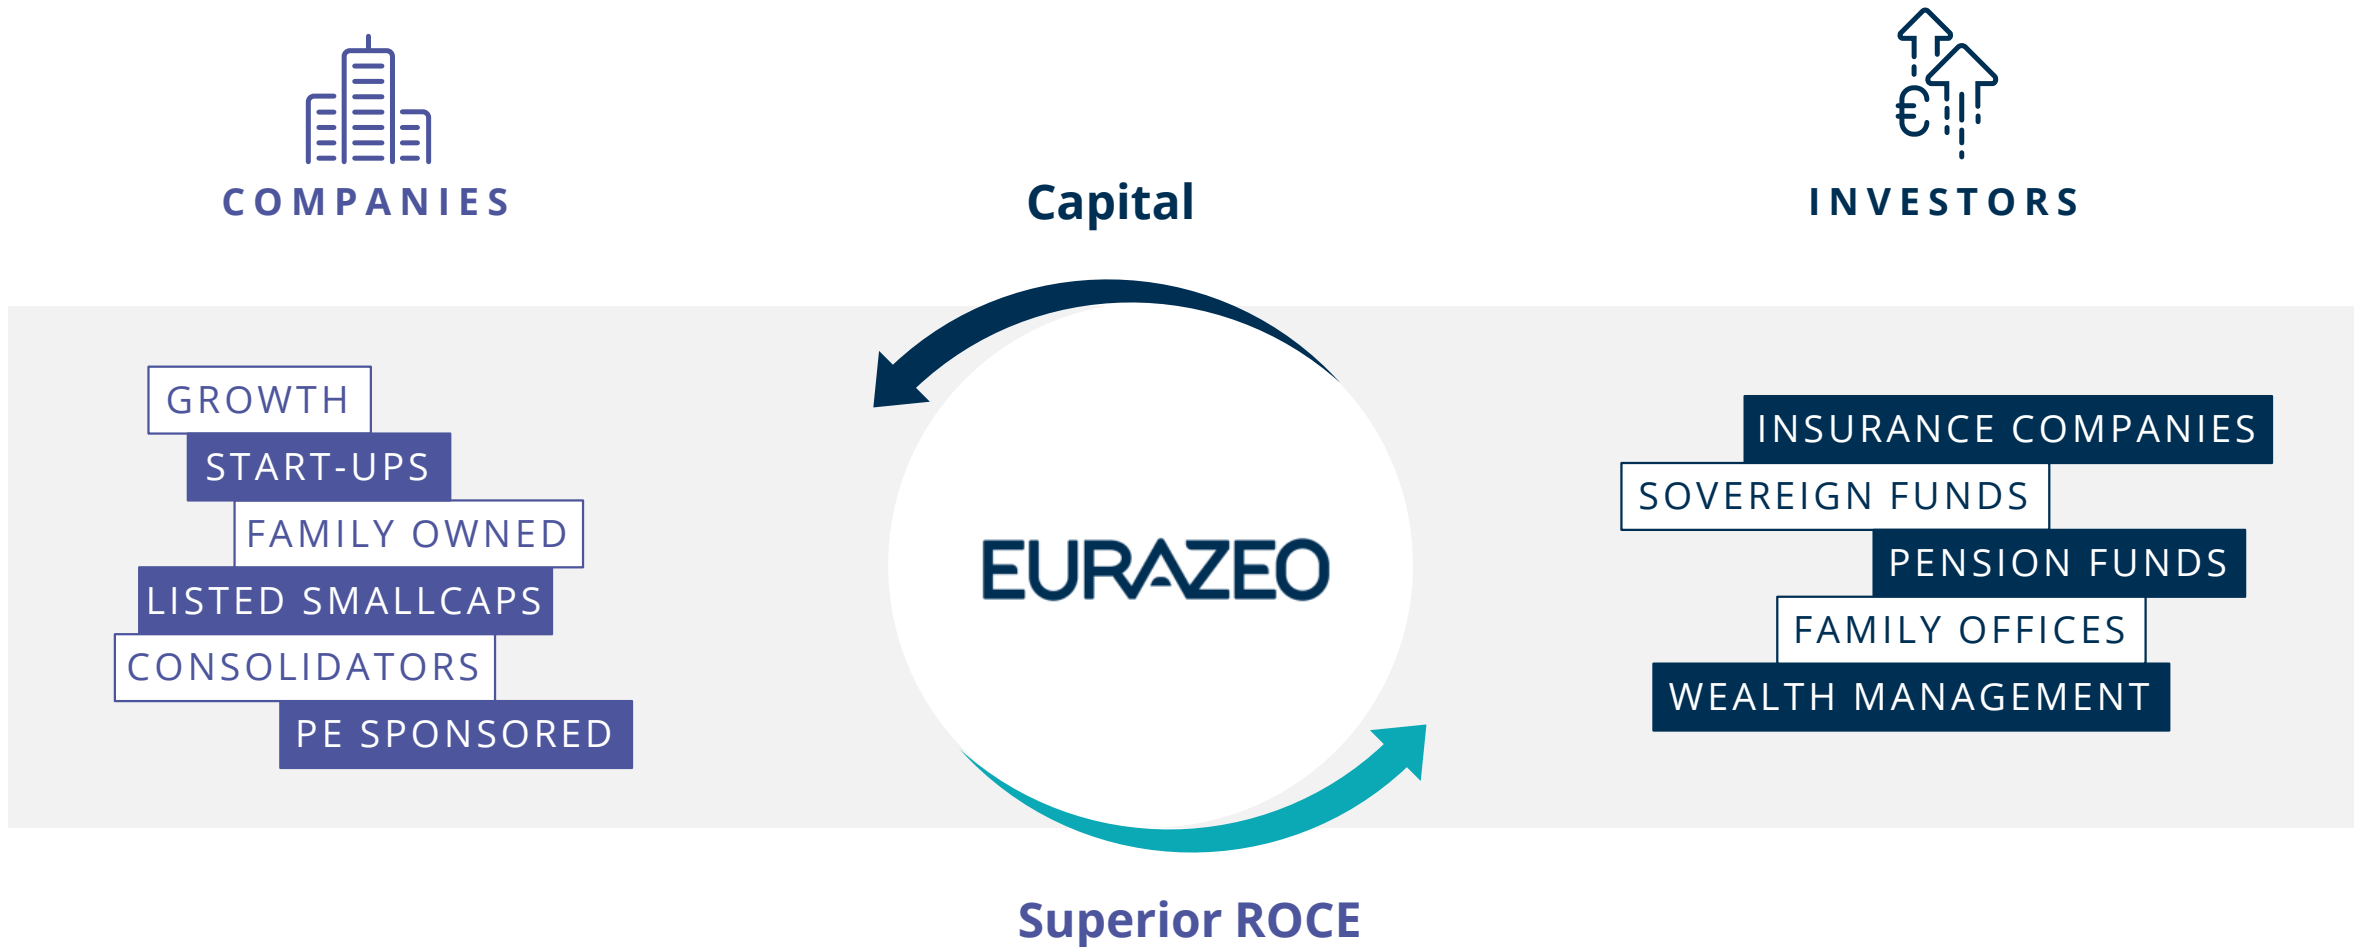 COMPANIES
Capital
INVESTORS
GROWTH
START-UPS
FAMILY OWNED
LISTED SMALLCAPS
CONSOLIDATORS
PE SPONSORED
EURAZEO
€
INSURANCE COMPANIES
SOVEREIGN FUNDS
PENSION FUNDS
FAMILY OFFICES
WEALTH MANAGEMENT
Superior ROCE